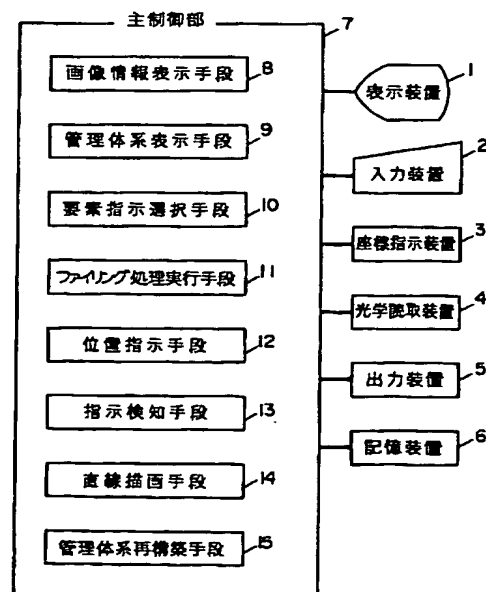 主制御部
7
画像情報表示手段 8
管理体系表示手段 9
要素指示選択手段 10
ファイリング処理実行手段 11
位置指示手段 12
指示検知手段 13
直線描画手段 14
管理体系再構築手段 15
表示装置 1
入力装置 2
座標指示装置 3
光学読取装置 4
出力装置 5
記憶装置 6